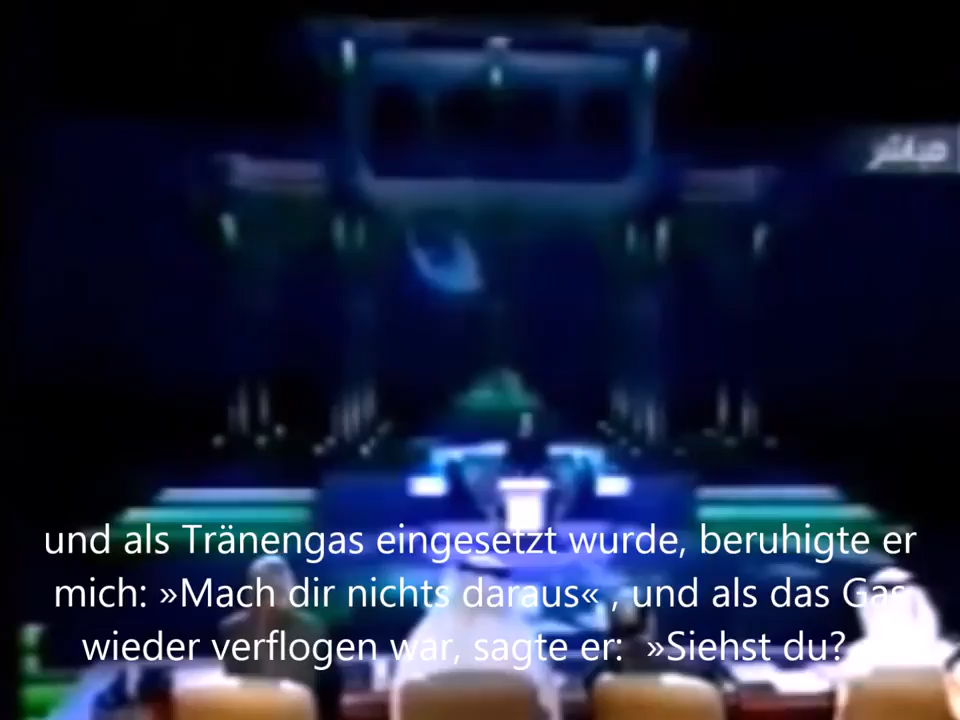 مباشر
und als Tränengas eingesetzt wurde, beruhigte er
mich: »Mach dir nichts daraus« , und als das Gas
wieder verflogen war, sagte er:  »Siehst du?